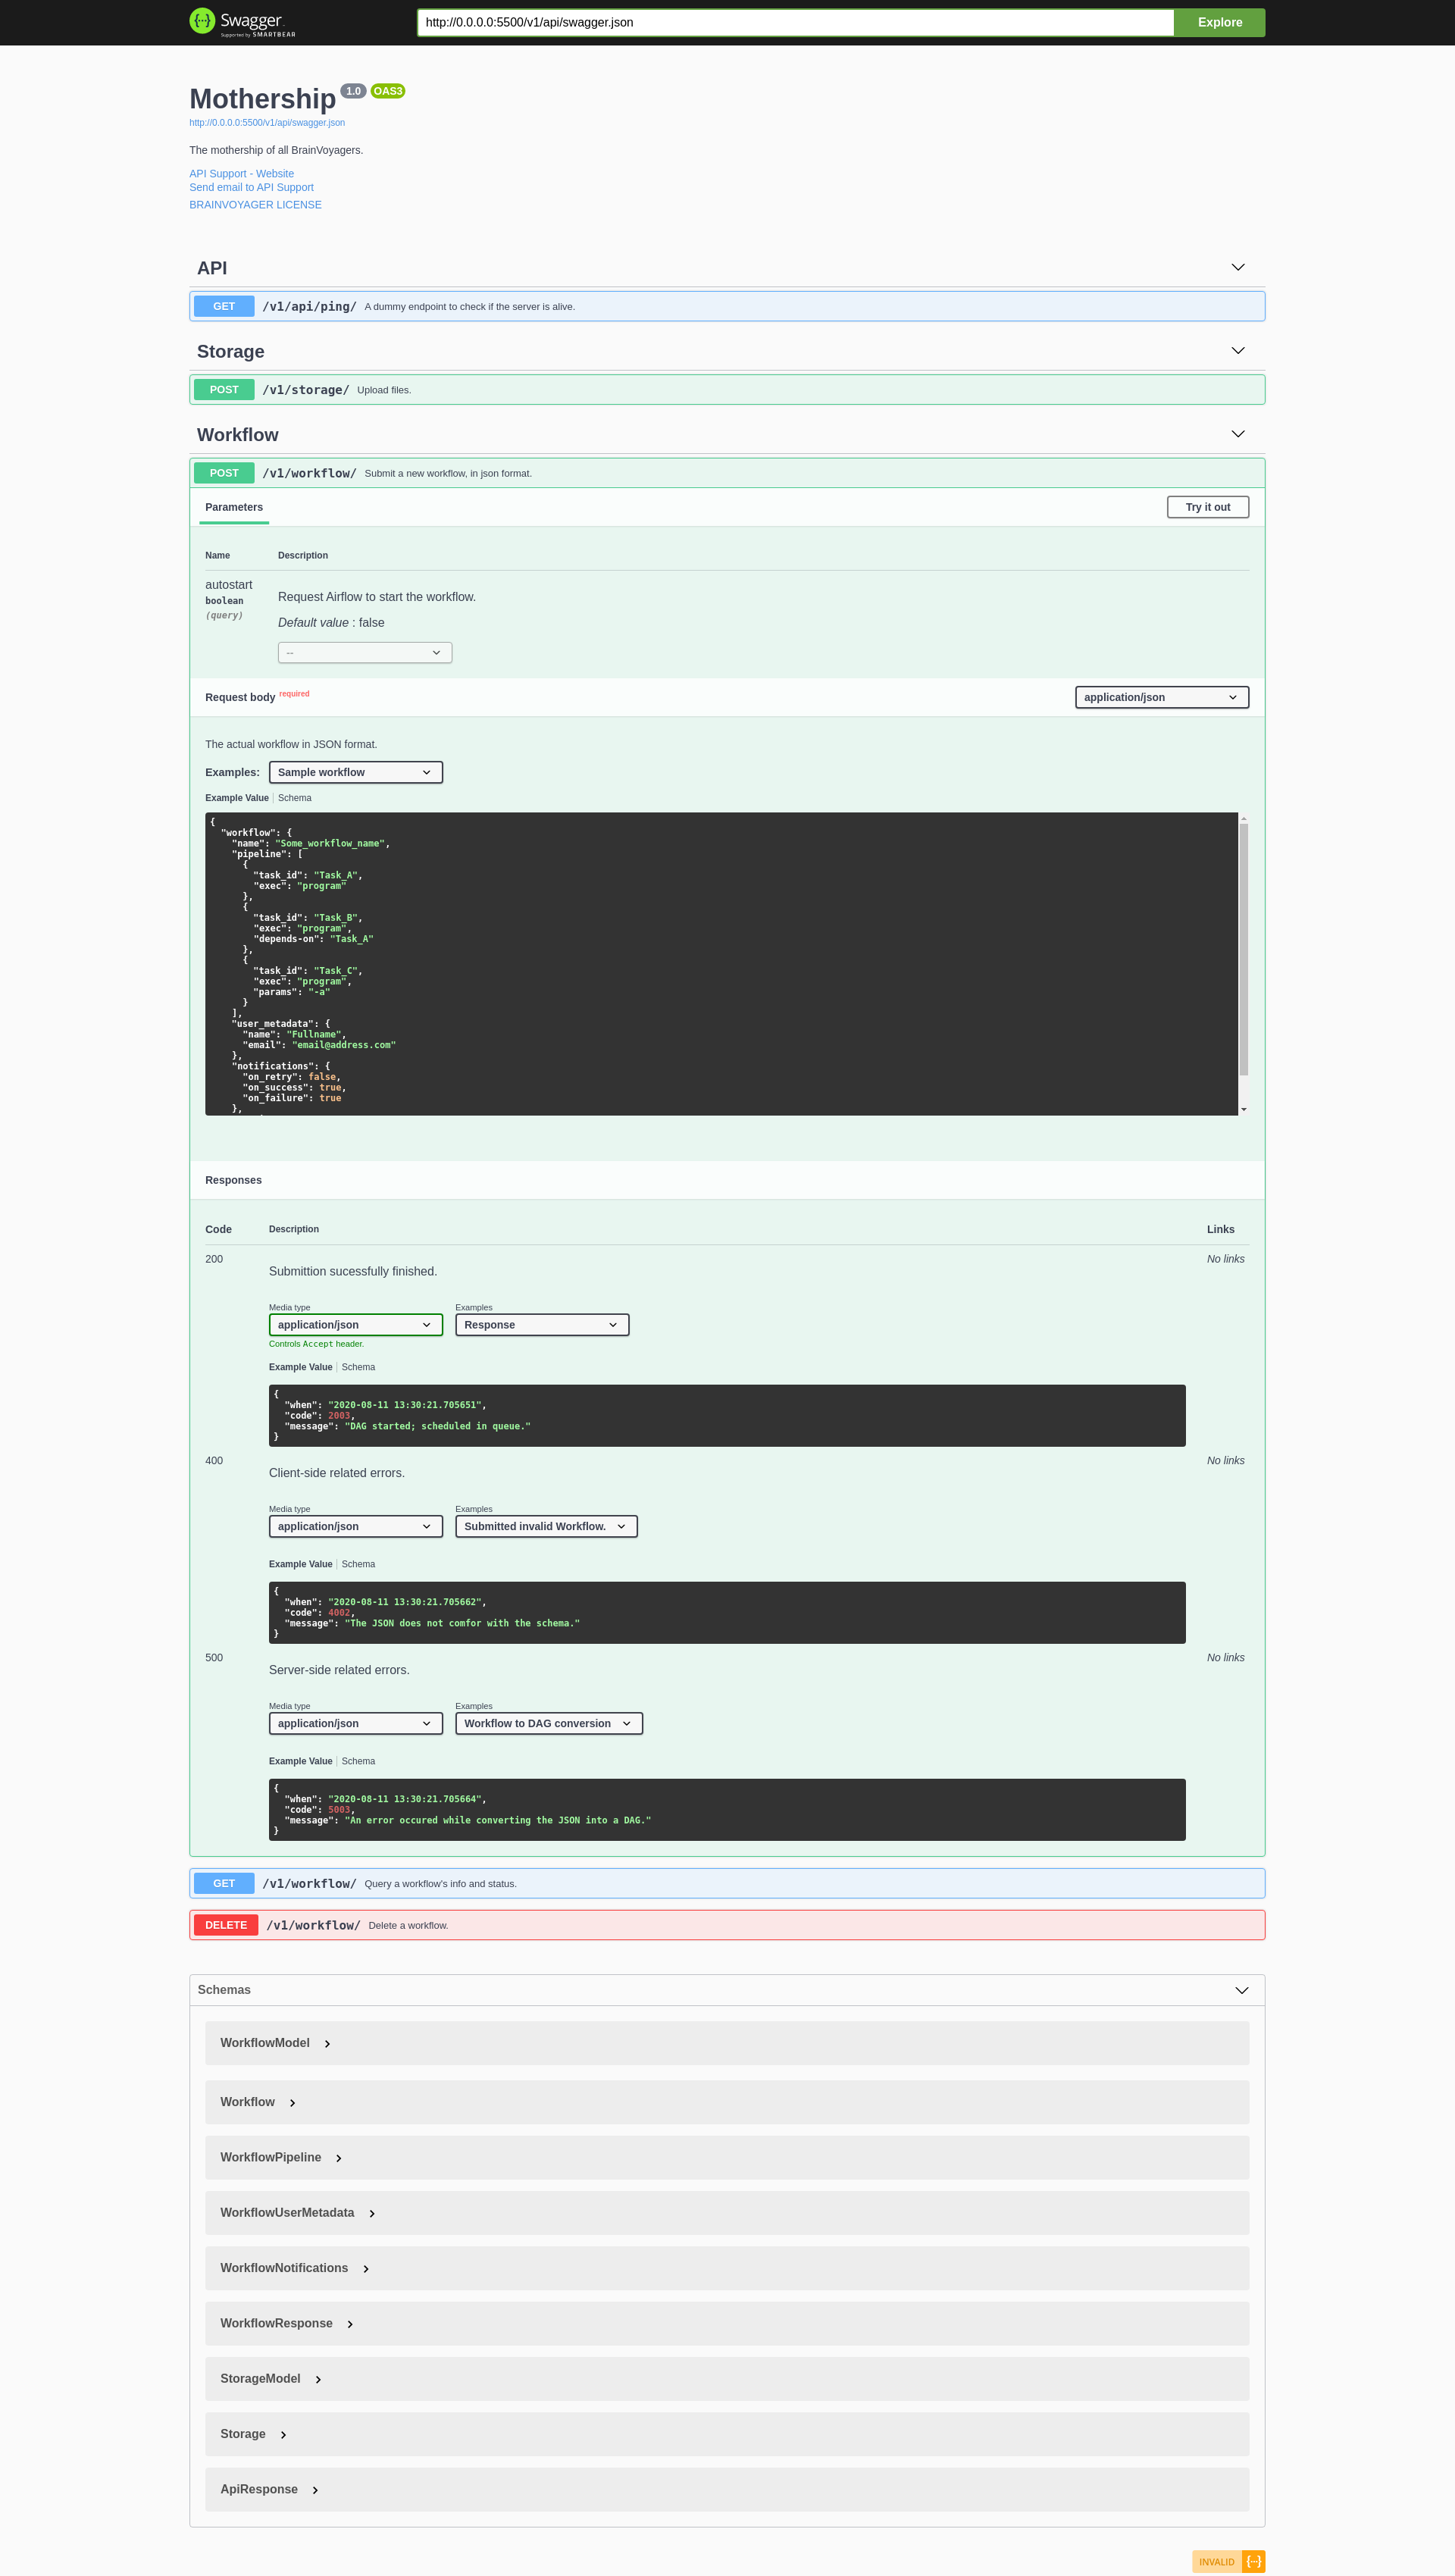 Swagger.
Supported by SMARTBEAR
http://0.0.0.0:5500/v1/api/swagger.json
Explore
Mothership 1.0 OAS3
http://0.0.0.0:5500/v1/api/swagger.json
The mothership of all BrainVoyagers.
API Support - Website
Send email to API Support
BRAINVOYAGER LICENSE
API
GET /v1/api/ping/ A dummy endpoint to check if the server is alive.
Storage
POST /v1/storage/ Upload files.
Workflow
POST /v1/workflow/ Submit a new workflow, in json format.
Parameters
Try it out
Name Description
autostart
boolean
(query)
Request Airflow to start the workflow.
Default value : false
--
Request body required
application/json
The actual workflow in JSON format.
Examples: Sample workflow
Example Value Schema
{
"workflow": {
"name": "Some_workflow_name",
"pipeline": [
{
"task_id": "Task_A",
"exec": "program"
},
{
"task_id": "Task_B",
"exec": "program",
"depends-on": "Task_A"
},
{
"task_id": "Task_C",
"exec": "program",
"params": "-a"
}
],
"user_metadata": {
"name": "Fullname",
"email": "email@address.com"
},
"notifications": {
"on_retry": false,
"on_success": true,
"on_failure": true
},
Responses
Code Description Links
200 No links
Submittion sucessfully finished.
Media type Examples
application/json Response
Controls Accept header.
Example Value Schema
{
"when": "2020-08-11 13:30:21.705651",
"code": 2003,
"message": "DAG started; scheduled in queue."
}
400 No links
Client-side related errors.
Media type Examples
application/json Submitted invalid Workflow.
Example Value Schema
{
"when": "2020-08-11 13:30:21.705662",
"code": 4002,
"message": "The JSON does not comfor with the schema."
}
500 No links
Server-side related errors.
Media type Examples
application/json Workflow to DAG conversion
Example Value Schema
{
"when": "2020-08-11 13:30:21.705664",
"code": 5003,
"message": "An error occured while converting the JSON into a DAG."
}
GET /v1/workflow/ Query a workflow's info and status.
DELETE /v1/workflow/ Delete a workflow.
Schemas
WorkflowModel
Workflow
WorkflowPipeline
WorkflowUserMetadata
WorkflowNotifications
WorkflowResponse
StorageModel
Storage
ApiResponse
INVALID {...}